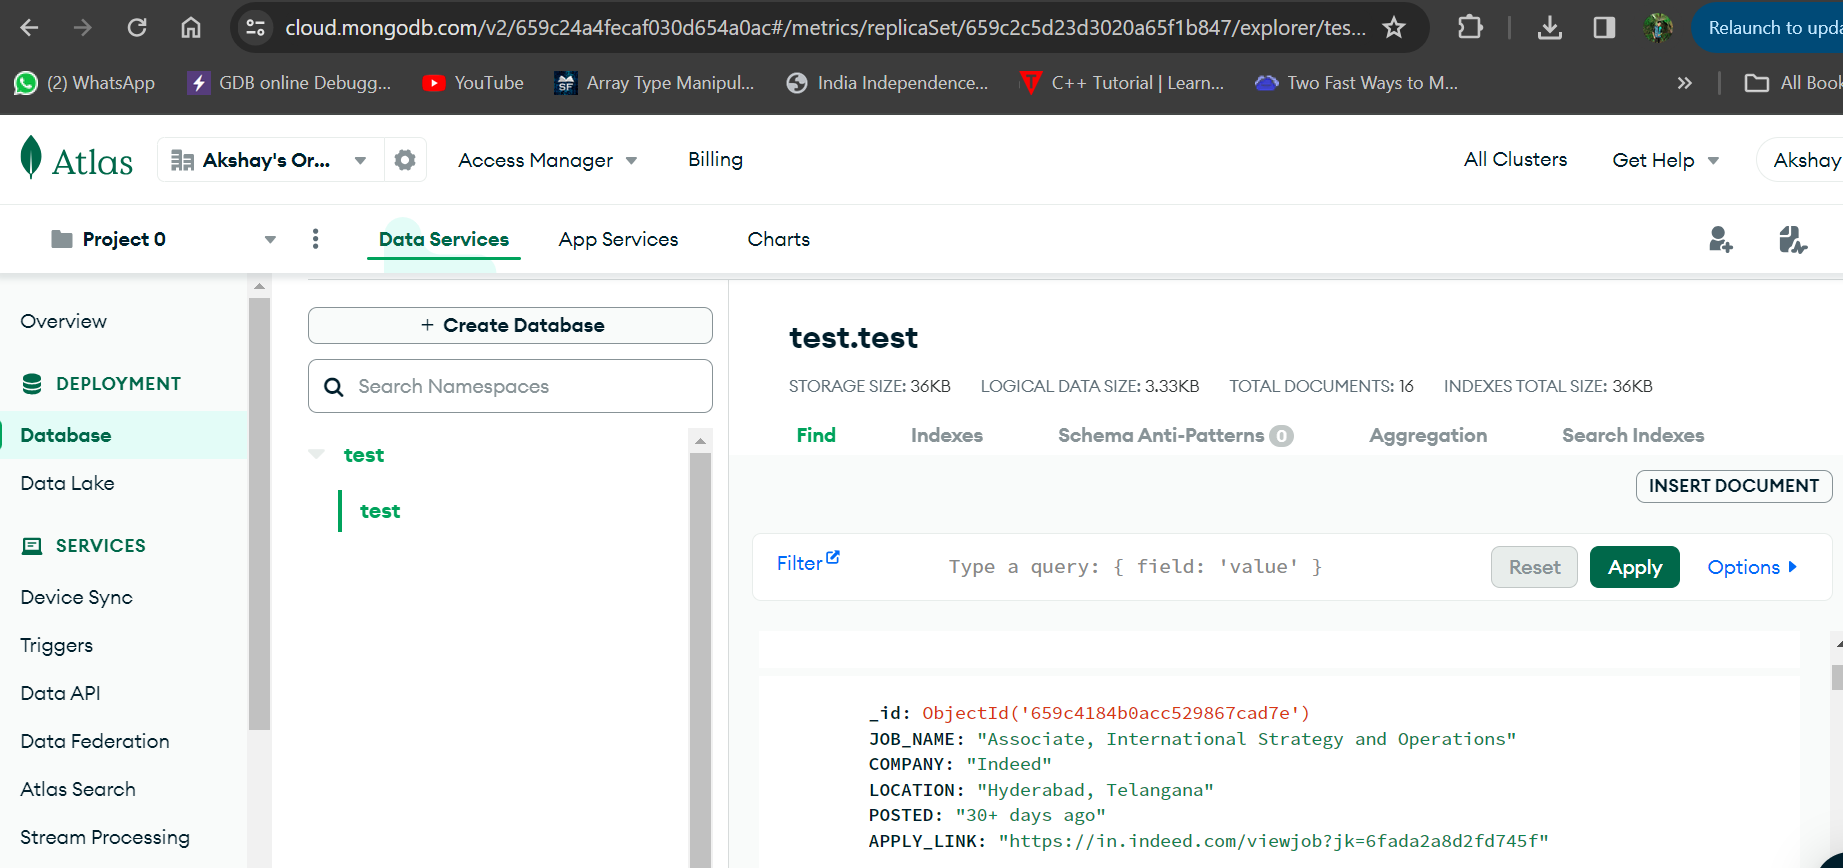 cloud.mongodb.com/v2/659c24a4fecaf030d654a0ac#/metrics/replicaSet/659c2c5d23d3020a65f1b847/explorer/tes...
Relaunch to upda
(2) WhatsApp
GDB online Debugg...
YouTube
Array Type Manipul...
India Independence...
C++ Tutorial | Learn...
Two Fast Ways to M...
»
All Book
Atlas
Akshay's Or...
Access Manager
Billing
All Clusters
Get Help
Akshay
Project 0
Data Services
App Services
Charts
Overview
DEPLOYMENT
Database
Data Lake
SERVICES
Device Sync
Triggers
Data API
Data Federation
Atlas Search
Stream Processing
+ Create Database
Search Namespaces
test
test
test.test
STORAGE SIZE: 36KB LOGICAL DATA SIZE: 3.33KB TOTAL DOCUMENTS: 16 INDEXES TOTAL SIZE: 36KB
Find
Indexes
Schema Anti-Patterns 0
Aggregation
Search Indexes
INSERT DOCUMENT
Filter
Type a query: { field: 'value' }
Reset
Apply
Options
_id: ObjectId('659c4184b0acc529867cad7e')
JOB_NAME: "Associate, International Strategy and Operations"
COMPANY: "Indeed"
LOCATION: "Hyderabad, Telangana"
POSTED: "30+ days ago"
APPLY_LINK: "https://in.indeed.com/viewjob?jk=6fada2a8d2fd745f"